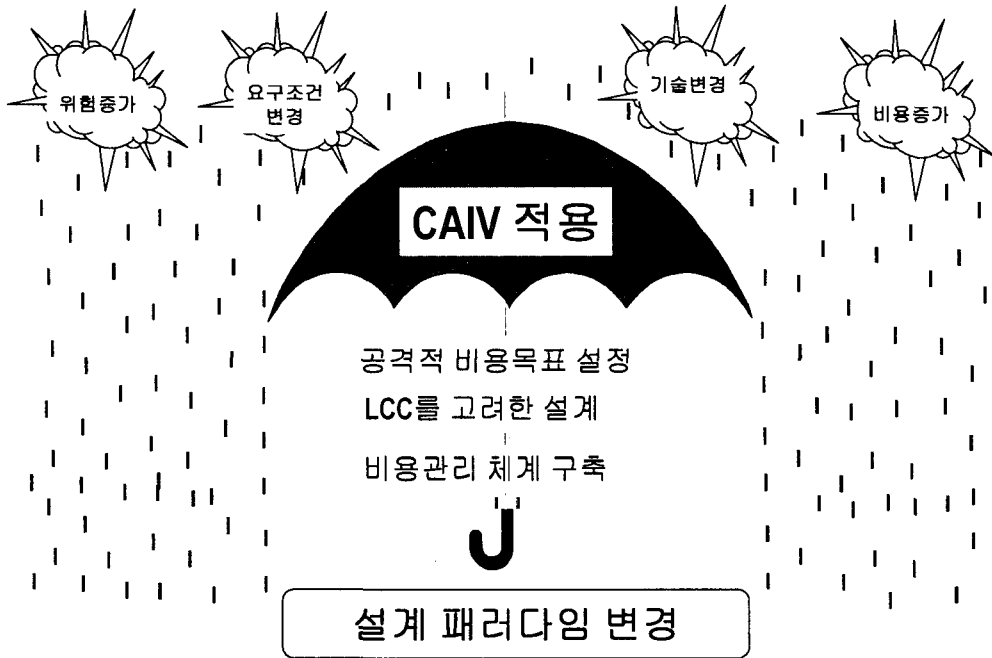 위험증가
요구조건
변경
기술변경
비용증가
CAIV 적용
공격적 비용목표 설정
LCC를 고려한 설계
비용관리 체계 구축
설계 패러다임 변경